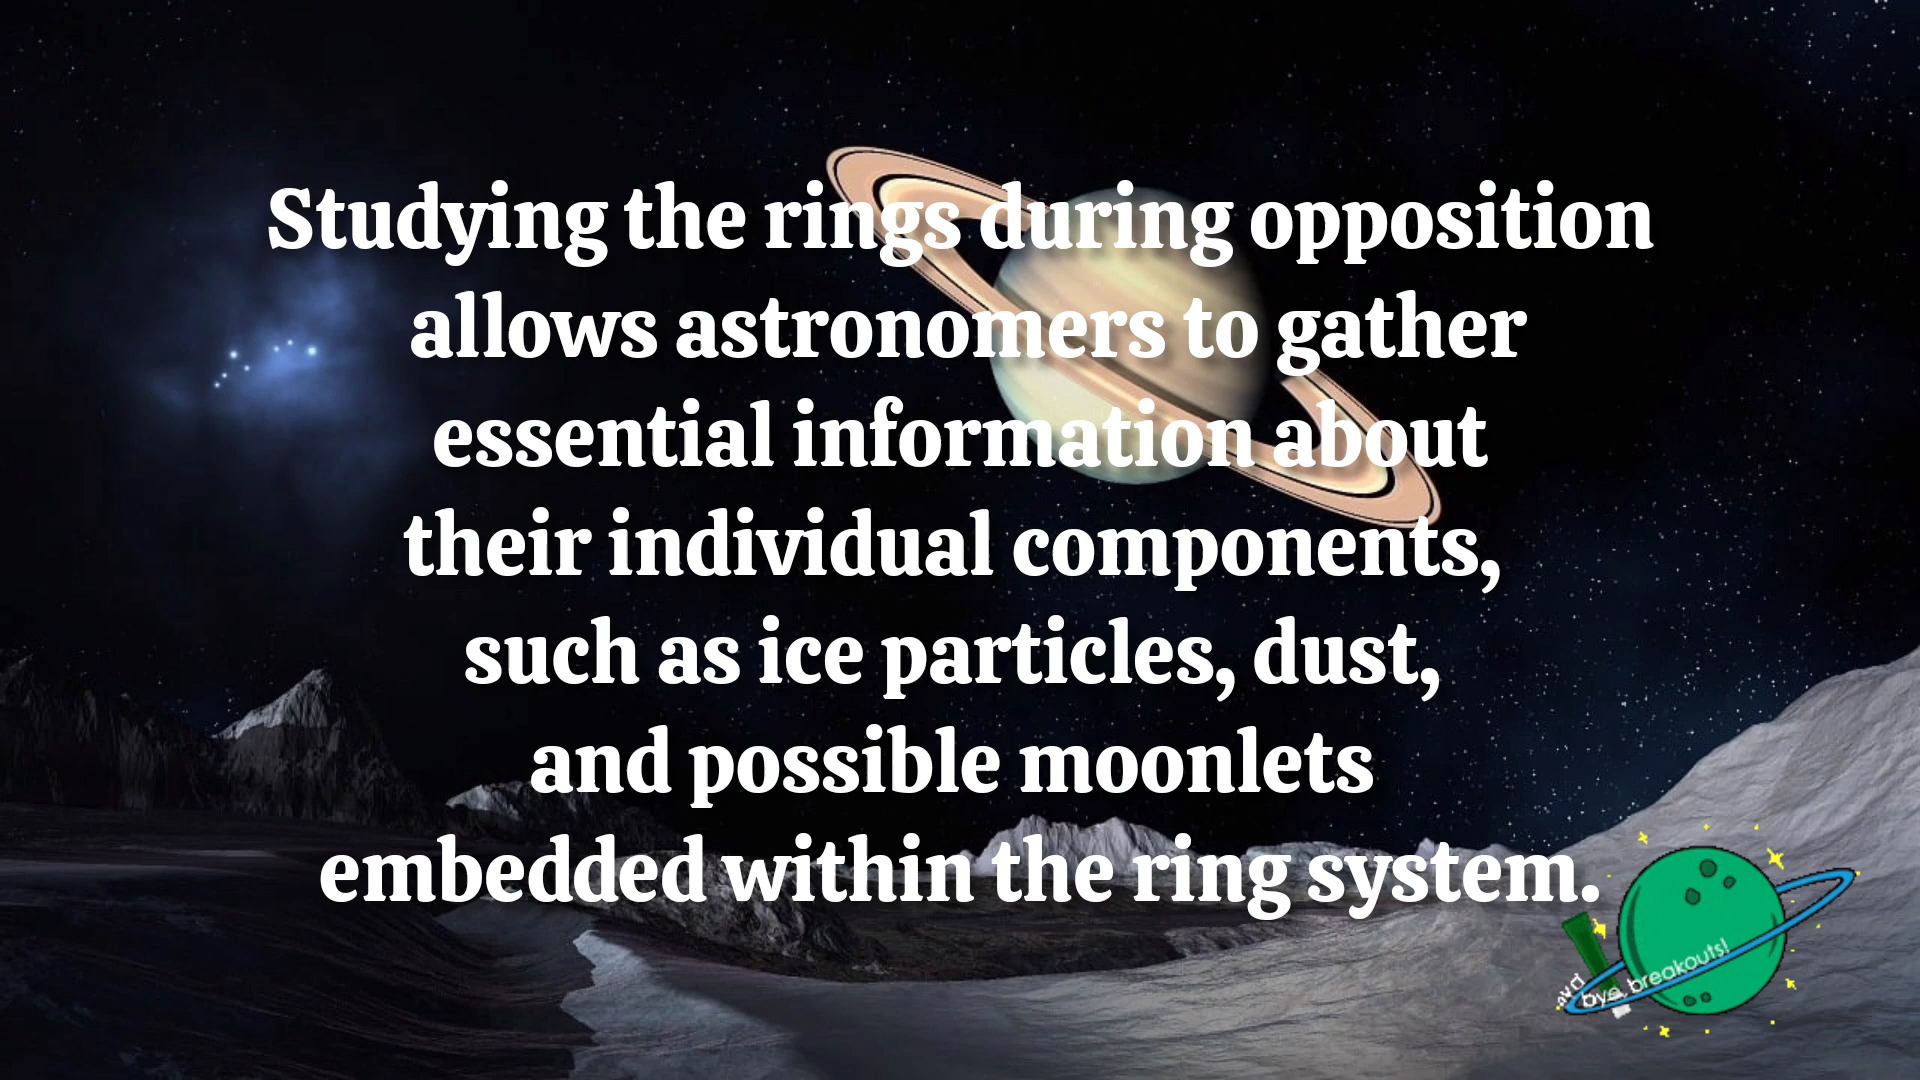 Studying the rings during opposition
allows astronomers to gather
essential information about
their individual components,
such as ice particles, dust,
and possible moonlets
embedded within the ring system.
bye, breakouts!